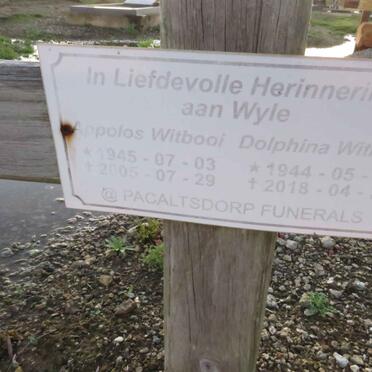 In Liefdevolle Herinnerin
aan Wyle
Appolos Witbooi Dolphina Wit
★ 1945 - 07 - 03 ★ 1944 - 05 -
✝ 2005 - 07 - 29 ✝ 2018 - 04 -
@ PACALTSDORP FUNERALS